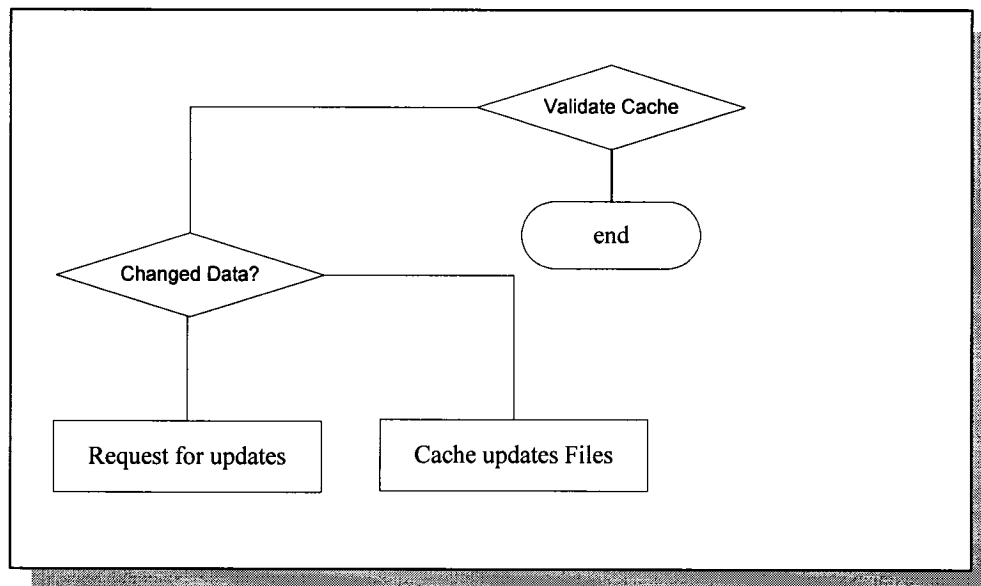 Validate Cache
end
Changed Data?
Request for updates
Cache updates Files